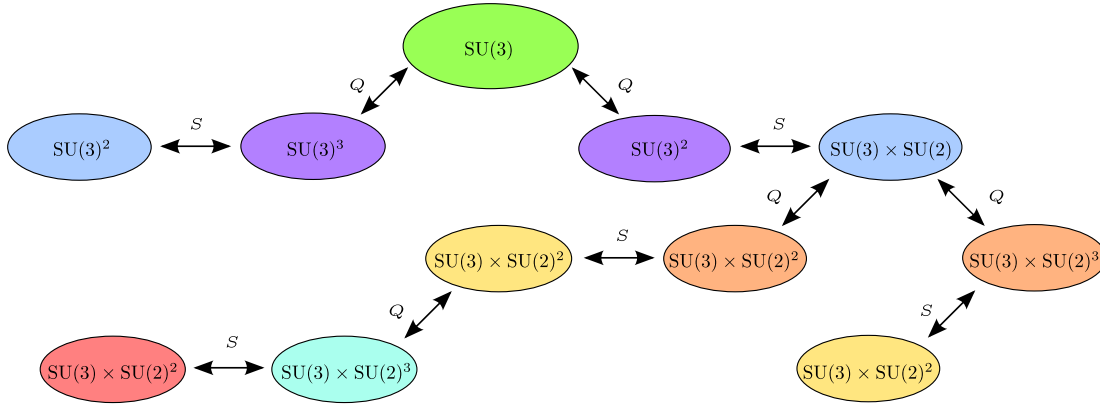 SU(3)
Q
Q
SU(3)²
S
SU(3)³
SU(3)²
S
SU(3) × SU(2)
Q
Q
SU(3) × SU(2)²
S
SU(3) × SU(2)²
SU(3) × SU(2)³
Q
S
SU(3) × SU(2)²
S
SU(3) × SU(2)³
SU(3) × SU(2)²